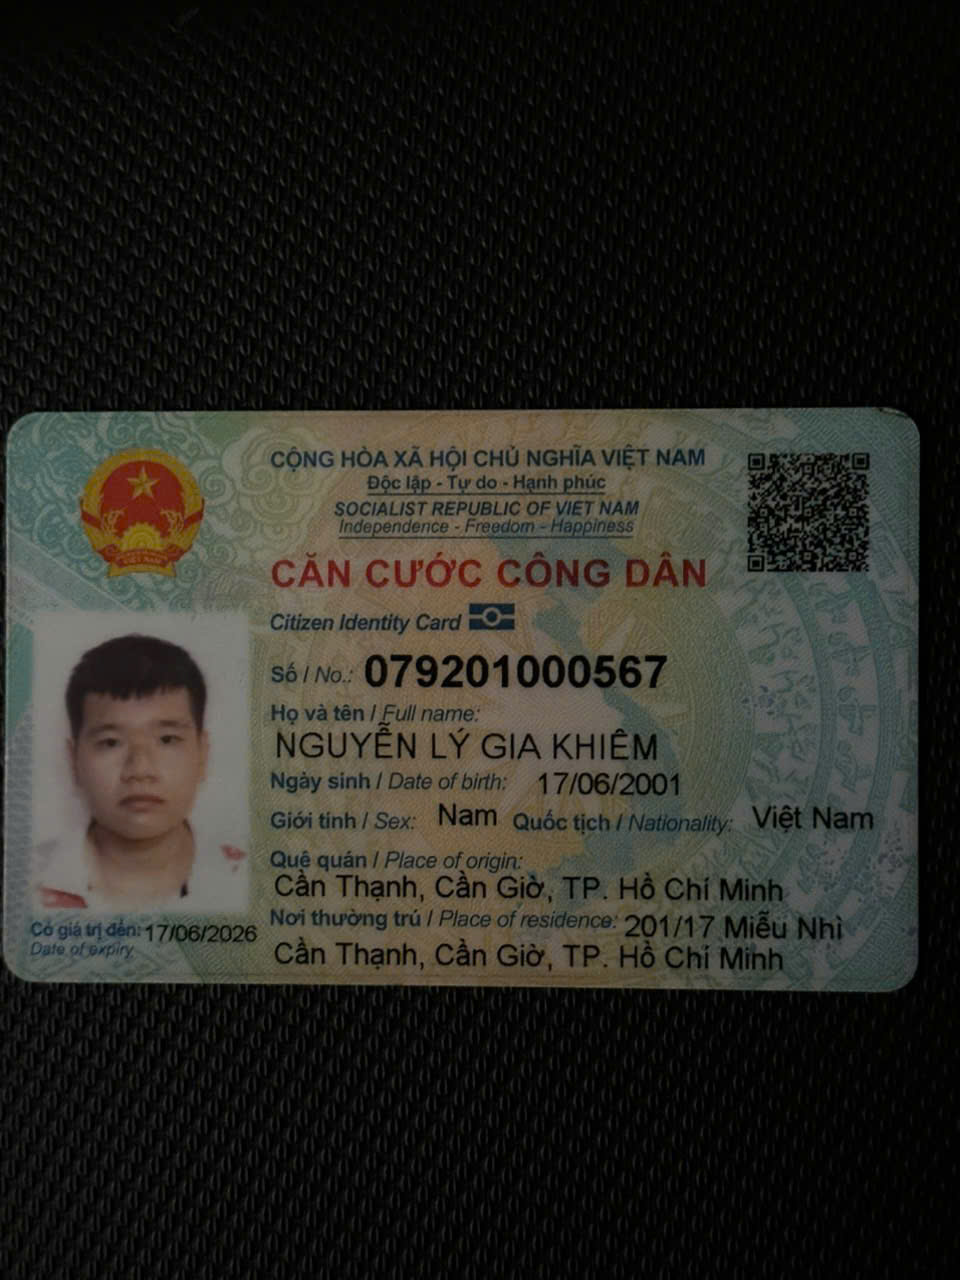 CỘNG HÒA XÃ HỘI CHỦ NGHĨA VIỆT NAM
Độc lập - Tự do - Hạnh phúc
SOCIALIST REPUBLIC OF VIET NAM
Independence - Freedom - Happiness
CĂN CƯỚC CÔNG DÂN
Citizen Identity Card
Số / No.: 079201000567
Họ và tên / Full name:
NGUYỄN LÝ GIA KHIÊM
Ngày sinh / Date of birth: 17/06/2001
Giới tính / Sex: Nam Quốc tịch / Nationality: Việt Nam
Quê quán / Place of origin:
Cần Thạnh, Cần Giờ, TP. Hồ Chí Minh
Nơi thường trú / Place of residence: 201/17 Miễu Nhì
Cần Thạnh, Cần Giờ, TP. Hồ Chí Minh
Có giá trị đến: 17/06/2026
Date of expiry
VIỆT NAM